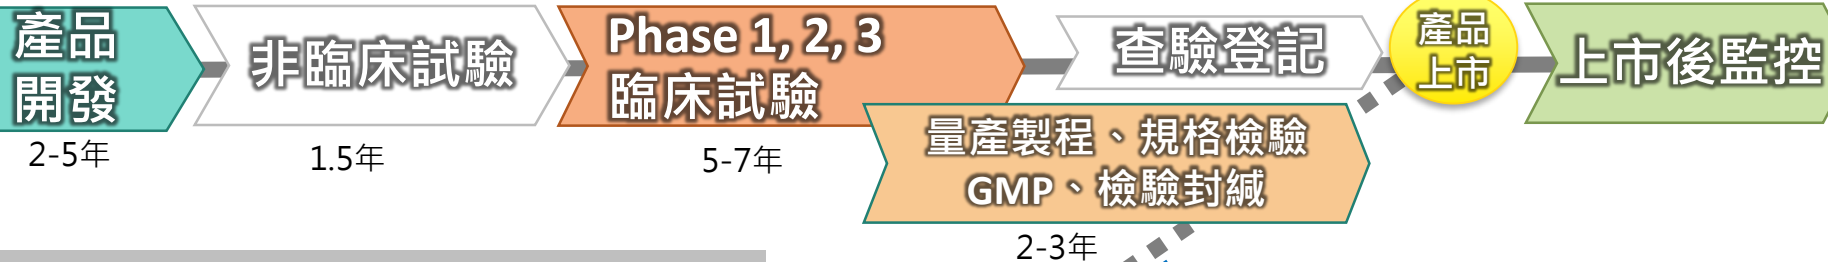 產品
開發
2-5年
非臨床試驗
1.5年
Phase 1, 2, 3
臨床試驗
5-7年
查驗登記
量產製程、規格檢驗
GMP、檢驗封緘
2-3年
產品
上市
上市後監控